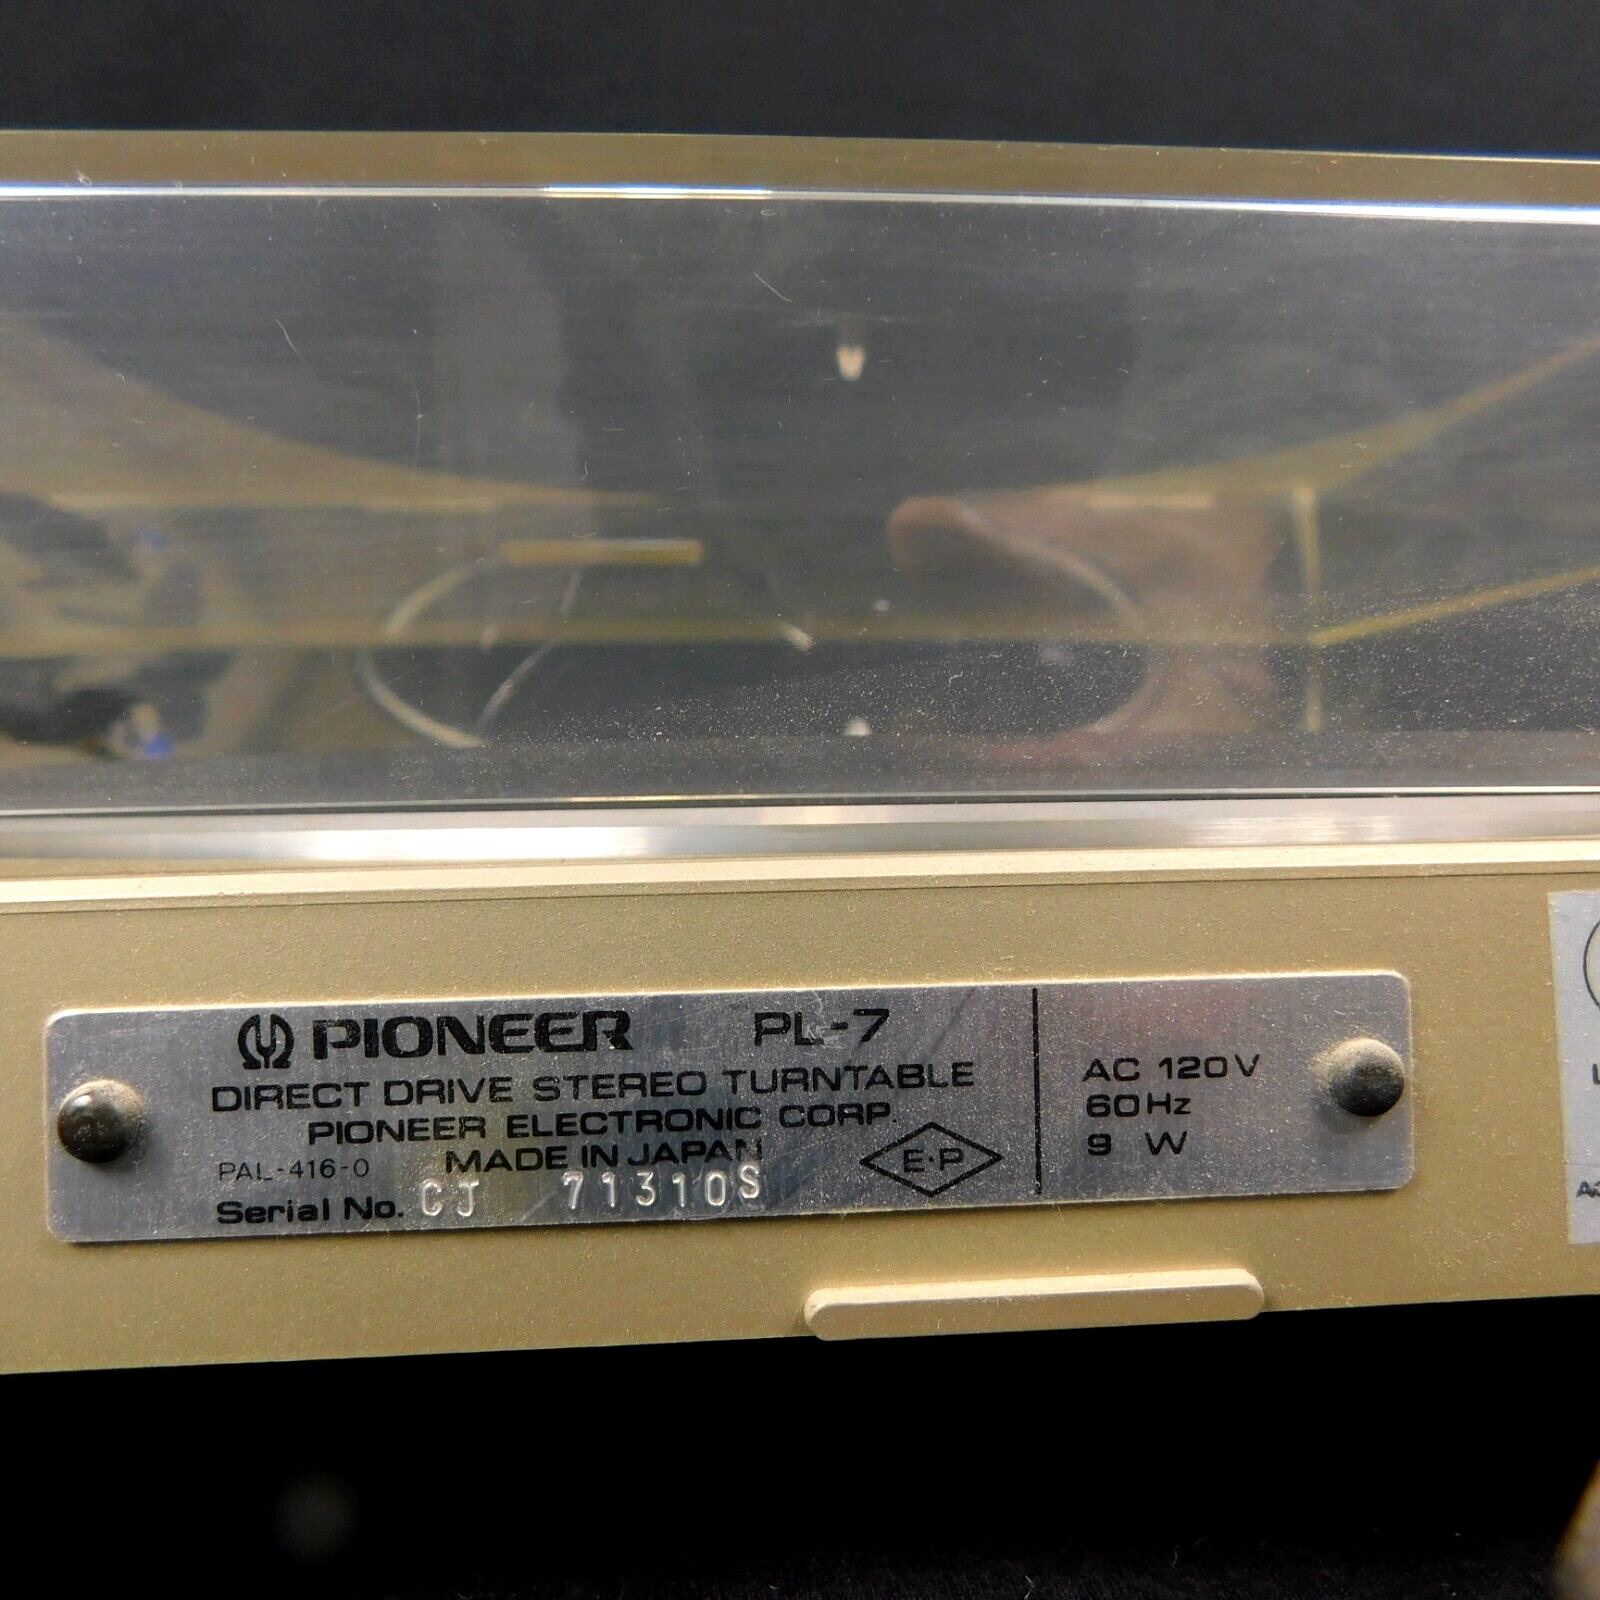 PIONEER PL-7
DIRECT DRIVE STEREO TURNTABLE
PIONEER ELECTRONIC CORP.
MADE IN JAPAN
PAL-416-0
Serial No. CJ 71310S
E·P
AC 120V
60Hz
9 W